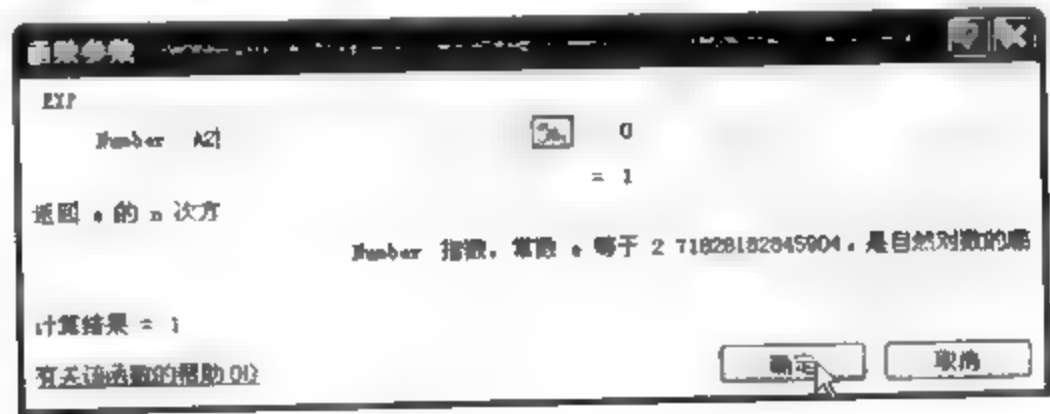 函数参数
EXP
Number A2 0
= 1
返回 e 的 n 次方
Number 指数。常数 e 等于 2 71828182845904，是自然对数的底
计算结果 = 1
有关该函数的帮助(H)
确定 取消